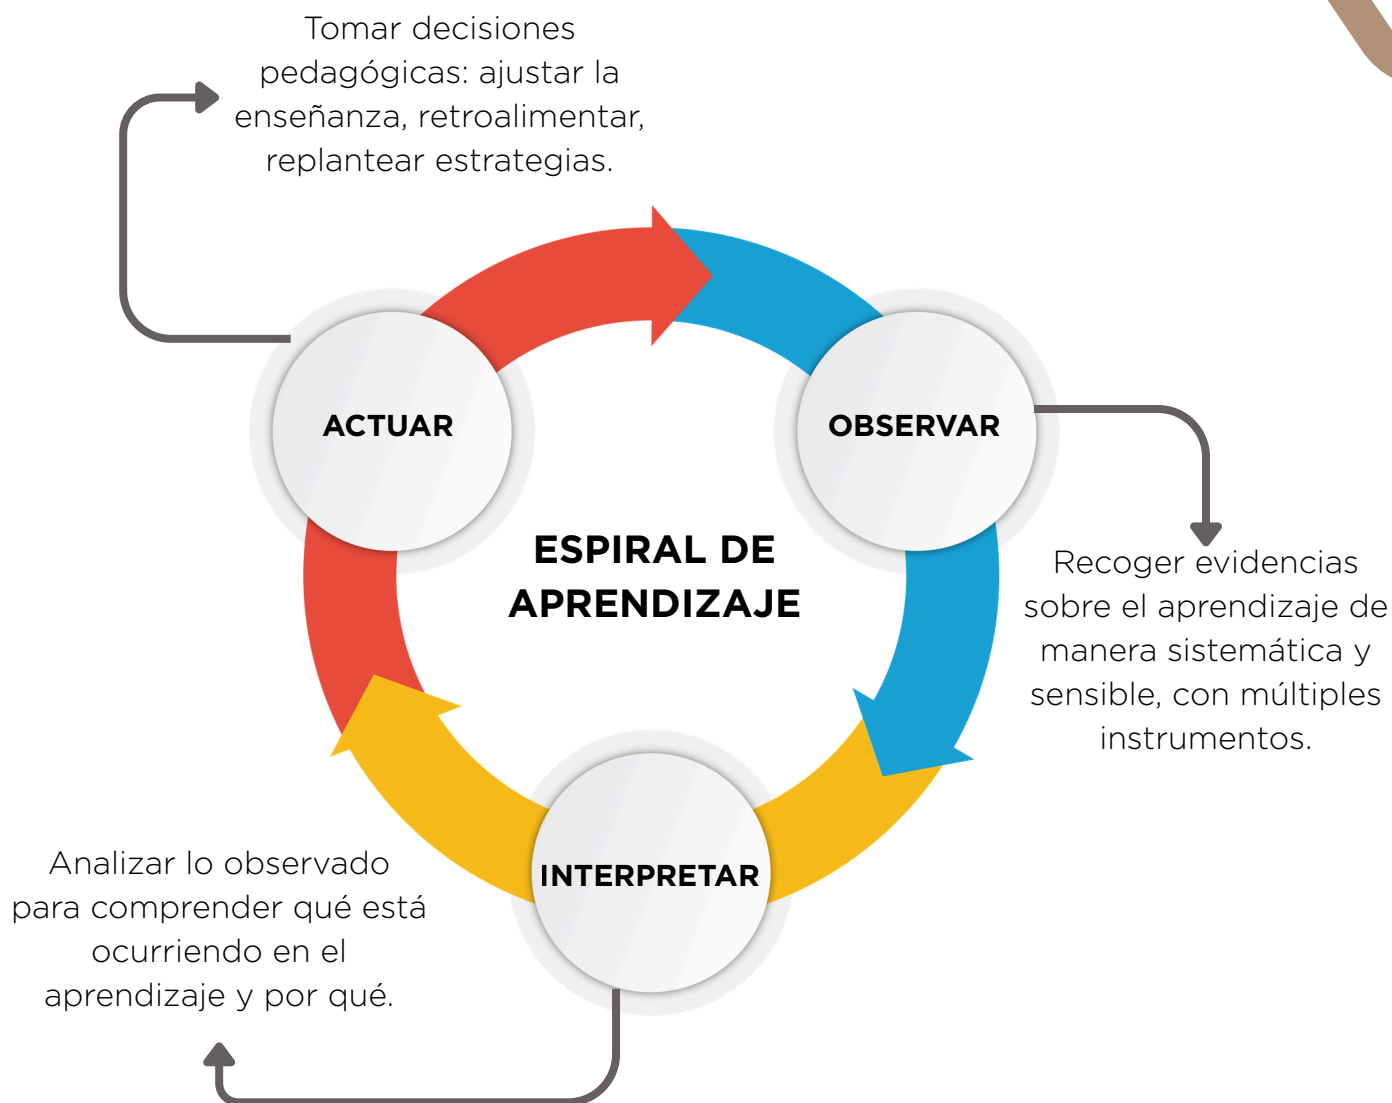 Tomar decisiones
pedagógicas: ajustar la
enseñanza, retroalimentar,
replantear estrategias.
ACTUAR
OBSERVAR
ESPIRAL DE
APRENDIZAJE
Recoger evidencias
sobre el aprendizaje de
manera sistemática y
sensible, con múltiples
instrumentos.
INTERPRETAR
Analizar lo observado
para comprender qué está
ocurriendo en el
aprendizaje y por qué.